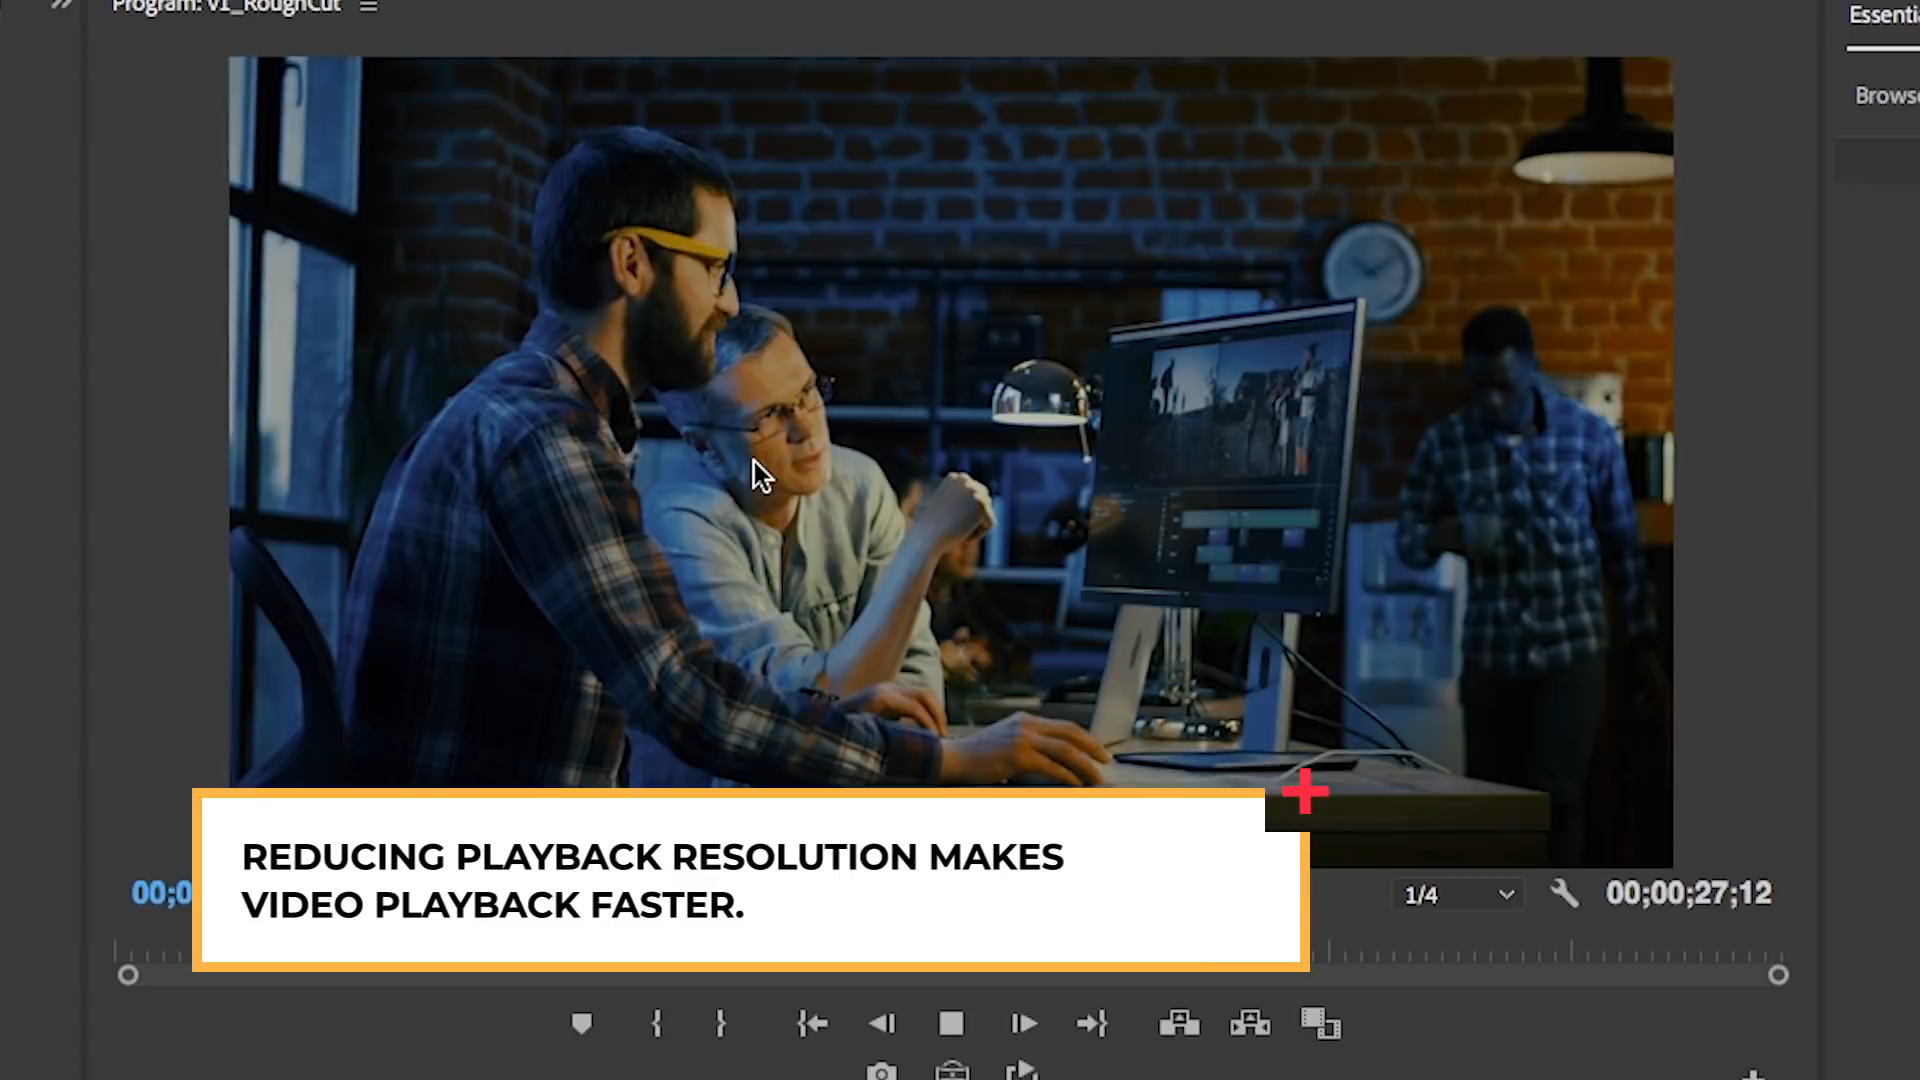 Program: v1_RoughCut
Essenti
Browse
REDUCING PLAYBACK RESOLUTION MAKES
VIDEO PLAYBACK FASTER.
00;0
1/4
00;00;27;12